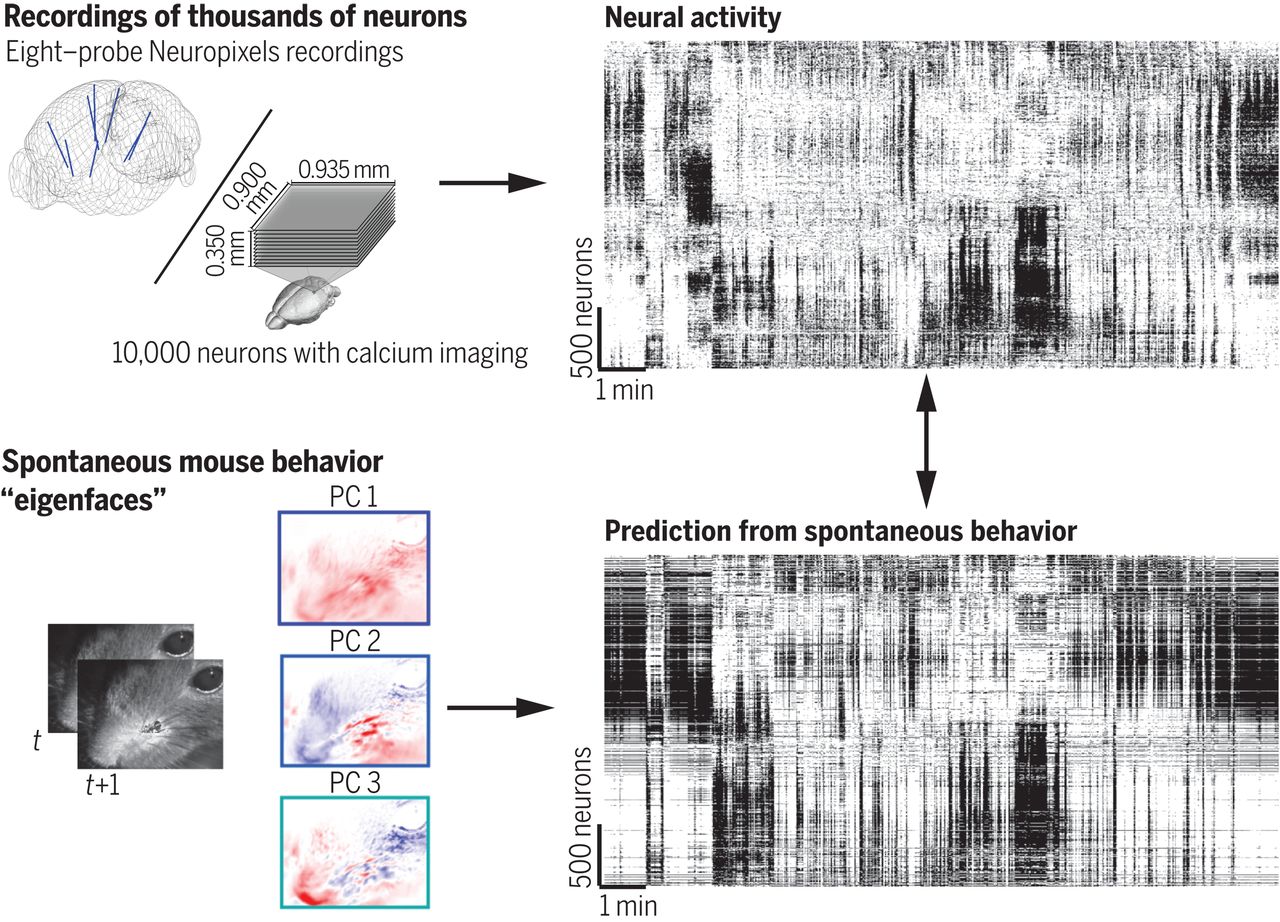 Recordings of thousands of neurons
Eight–probe Neuropixels recordings
0.935 mm
0.900
mm
0.350
mm
10,000 neurons with calcium imaging
Neural activity
500 neurons
1 min
Spontaneous mouse behavior
“eigenfaces”
PC 1
PC 2
PC 3
t
t+1
Prediction from spontaneous behavior
500 neurons
1 min